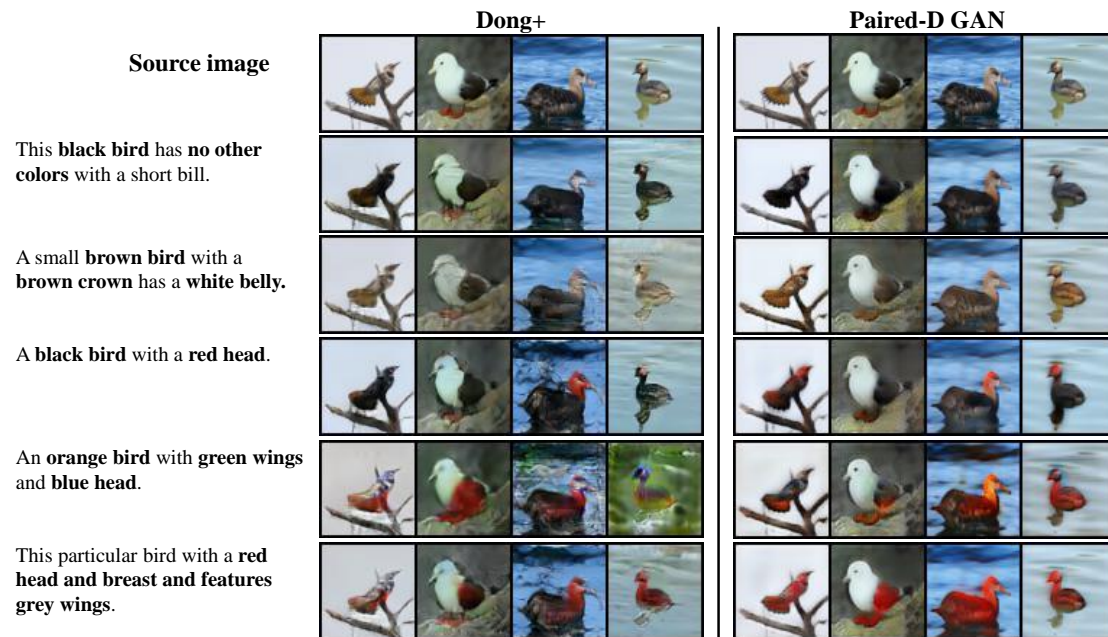 Dong+
Paired-D GAN
Source image
This black bird has no other
colors with a short bill.
A small brown bird with a
brown crown has a white belly.
A black bird with a red head.
An orange bird with green wings
and blue head.
This particular bird with a red
head and breast and features
grey wings.